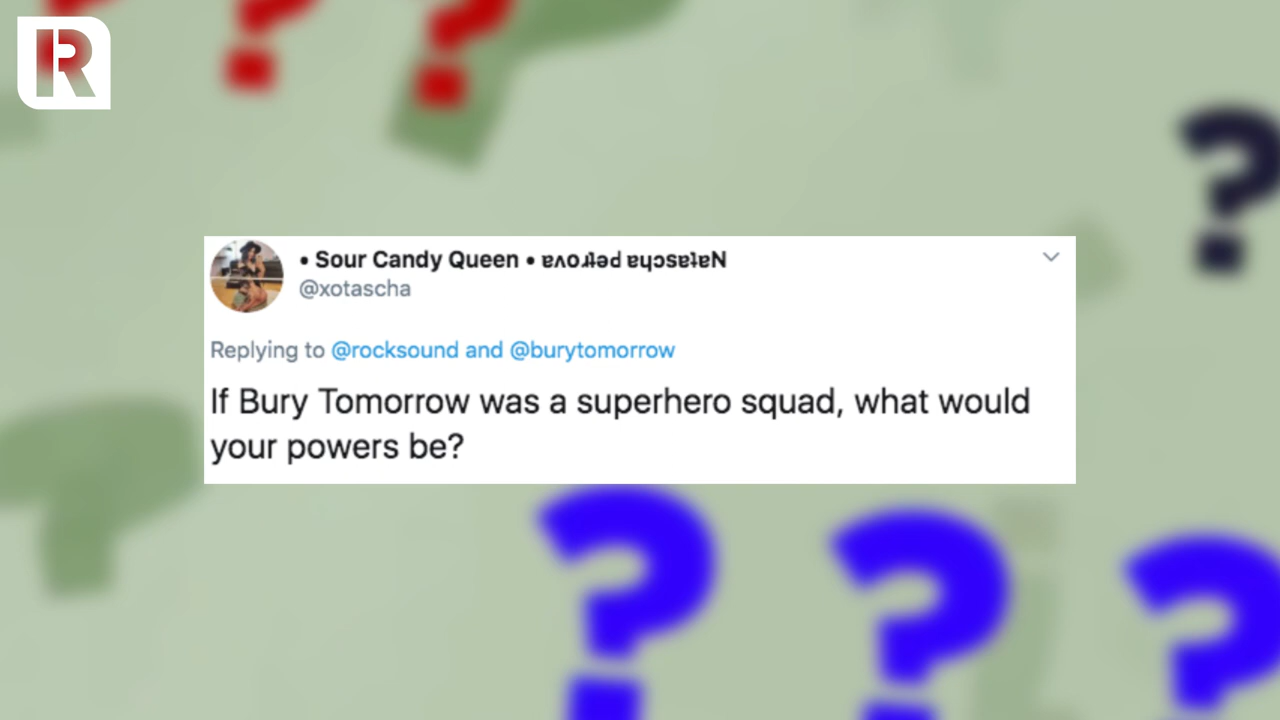 R
• Sour Candy Queen • ɐʌoɹʇǝd ɐɥɔsɐʇɐN
@xotascha
Replying to @rocksound and @burytomorrow
If Bury Tomorrow was a superhero squad, what would
your powers be?
? ?
?
? ? ?